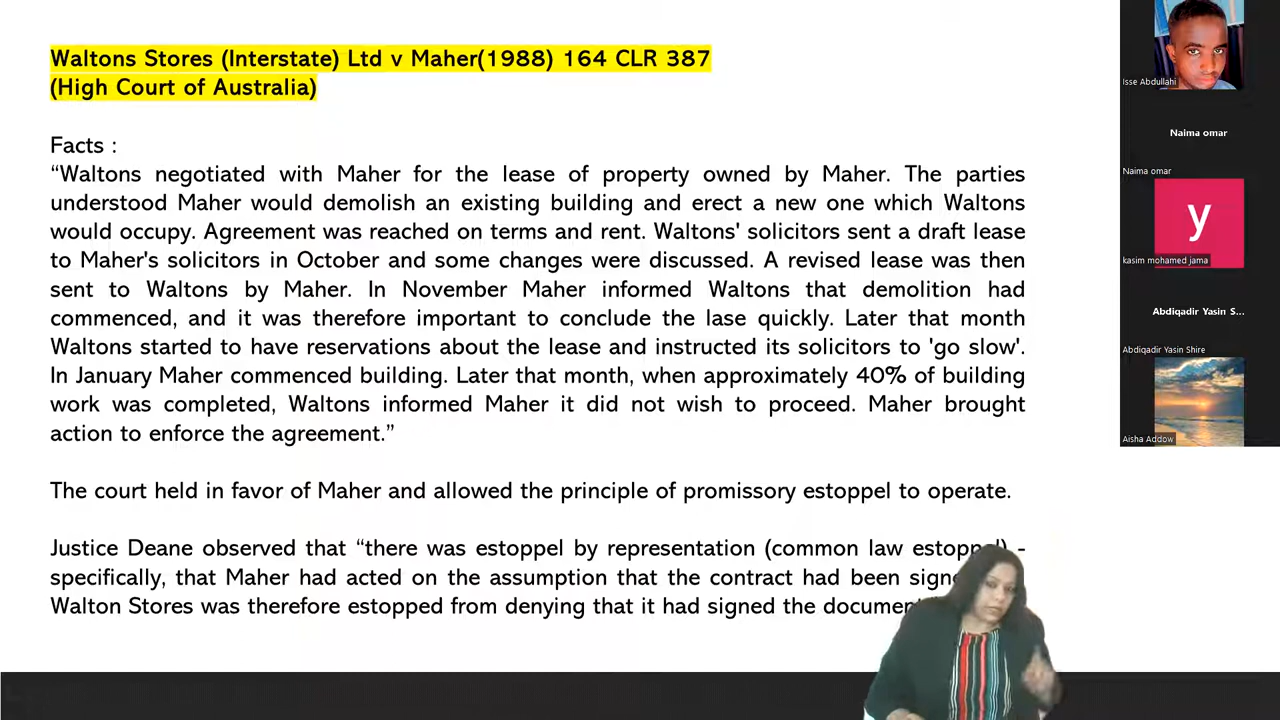 Waltons Stores (Interstate) Ltd v Maher(1988) 164 CLR 387
(High Court of Australia)
Facts :
“Waltons negotiated with Maher for the lease of property owned by Maher. The parties
understood Maher would demolish an existing building and erect a new one which Waltons
would occupy. Agreement was reached on terms and rent. Waltons' solicitors sent a draft lease
to Maher's solicitors in October and some changes were discussed. A revised lease was then
sent to Waltons by Maher. In November Maher informed Waltons that demolition had
commenced, and it was therefore important to conclude the lase quickly. Later that month
Waltons started to have reservations about the lease and instructed its solicitors to 'go slow'.
In January Maher commenced building. Later that month, when approximately 40% of building
work was completed, Waltons informed Maher it did not wish to proceed. Maher brought
action to enforce the agreement.”
The court held in favor of Maher and allowed the principle of promissory estoppel to operate.
Justice Deane observed that “there was estoppel by representation (common law estoppel) -
specifically, that Maher had acted on the assumption that the contract had been
Walton Stores was therefore estopped from denying that it had signed the document
Isse Abdullahi
Naima omar
Naima omar
y
kasim mohamed jama
Abdiqadir Yasin S...
Abdiqadir Yasin Shire
Aisha Addow